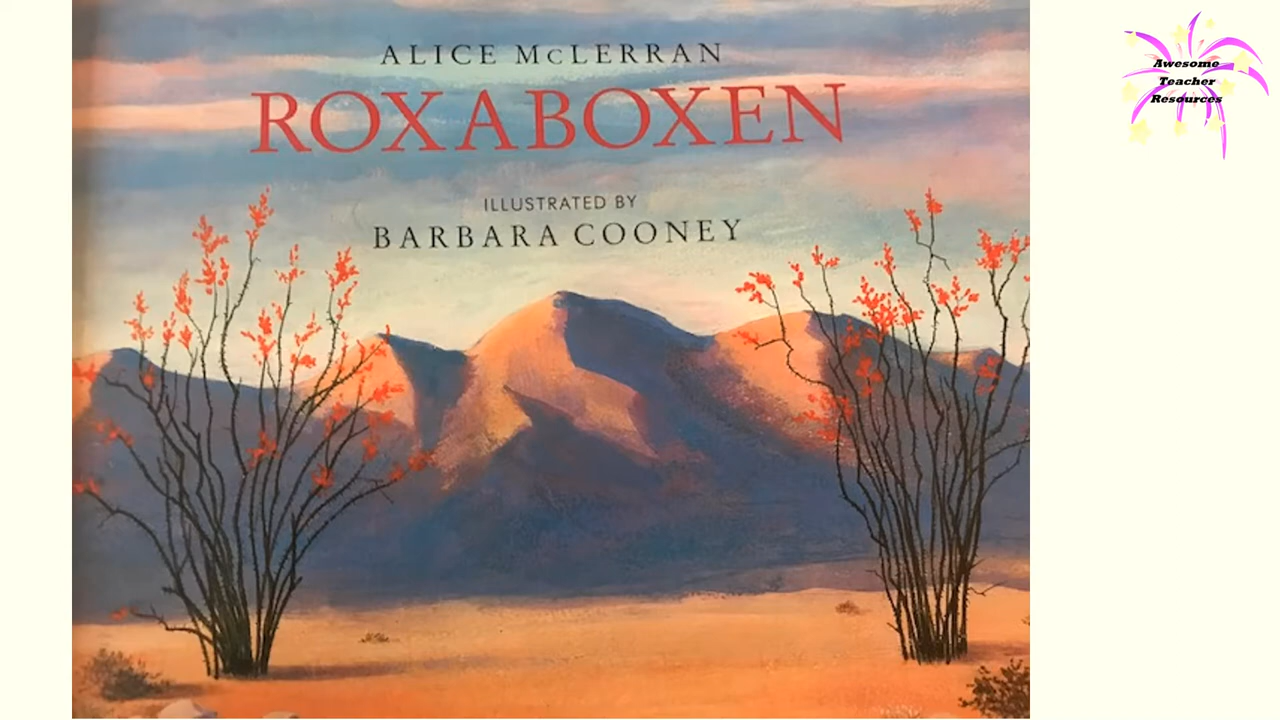 ALICE McLERRAN
ROXABOXEN
ILLUSTRATED BY
BARBARA COONEY
Awesome
Teacher
Resources